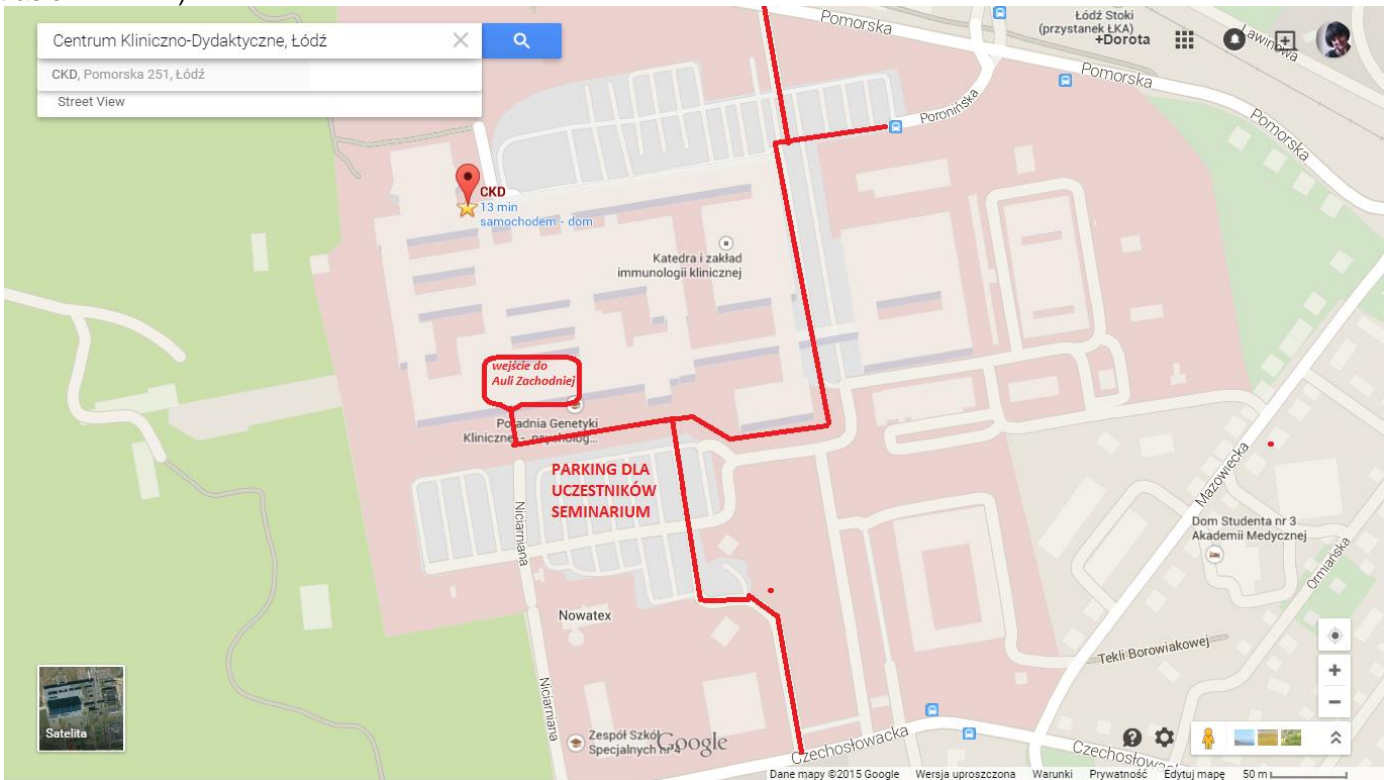 Centrum Kliniczno-Dydaktyczne, Łódź
CKD, Pomorska 251, Łódź
Street View
Pomorska
Łódź Stoki
(przystanek ŁKA)
+Dorota
Lawinowa
Pomorska
Poronińska
Pomorska
CKD
13 min
samochodem - dom
Katedra i zakład
immunologii klinicznej
wejście do
Auli Zachodniej
Poradnia Genetyki
Klinicznej - psycholog...
PARKING DLA
UCZESTNIKÓW
SEMINARIUM
Niciarniana
Mazowiecka
Dom Studenta nr 3
Akademii Medycznej
Ormiańska
Nowatex
Tekli Borowiakowej
Niciarniana
Satelita
Zespół Szkół
Specjalnych nr 4
Google
Czechosłowacka
Czechosłowacka
Dane mapy ©2015 Google Wersja uproszczona Warunki Prywatność Edytuj mapę 50 m